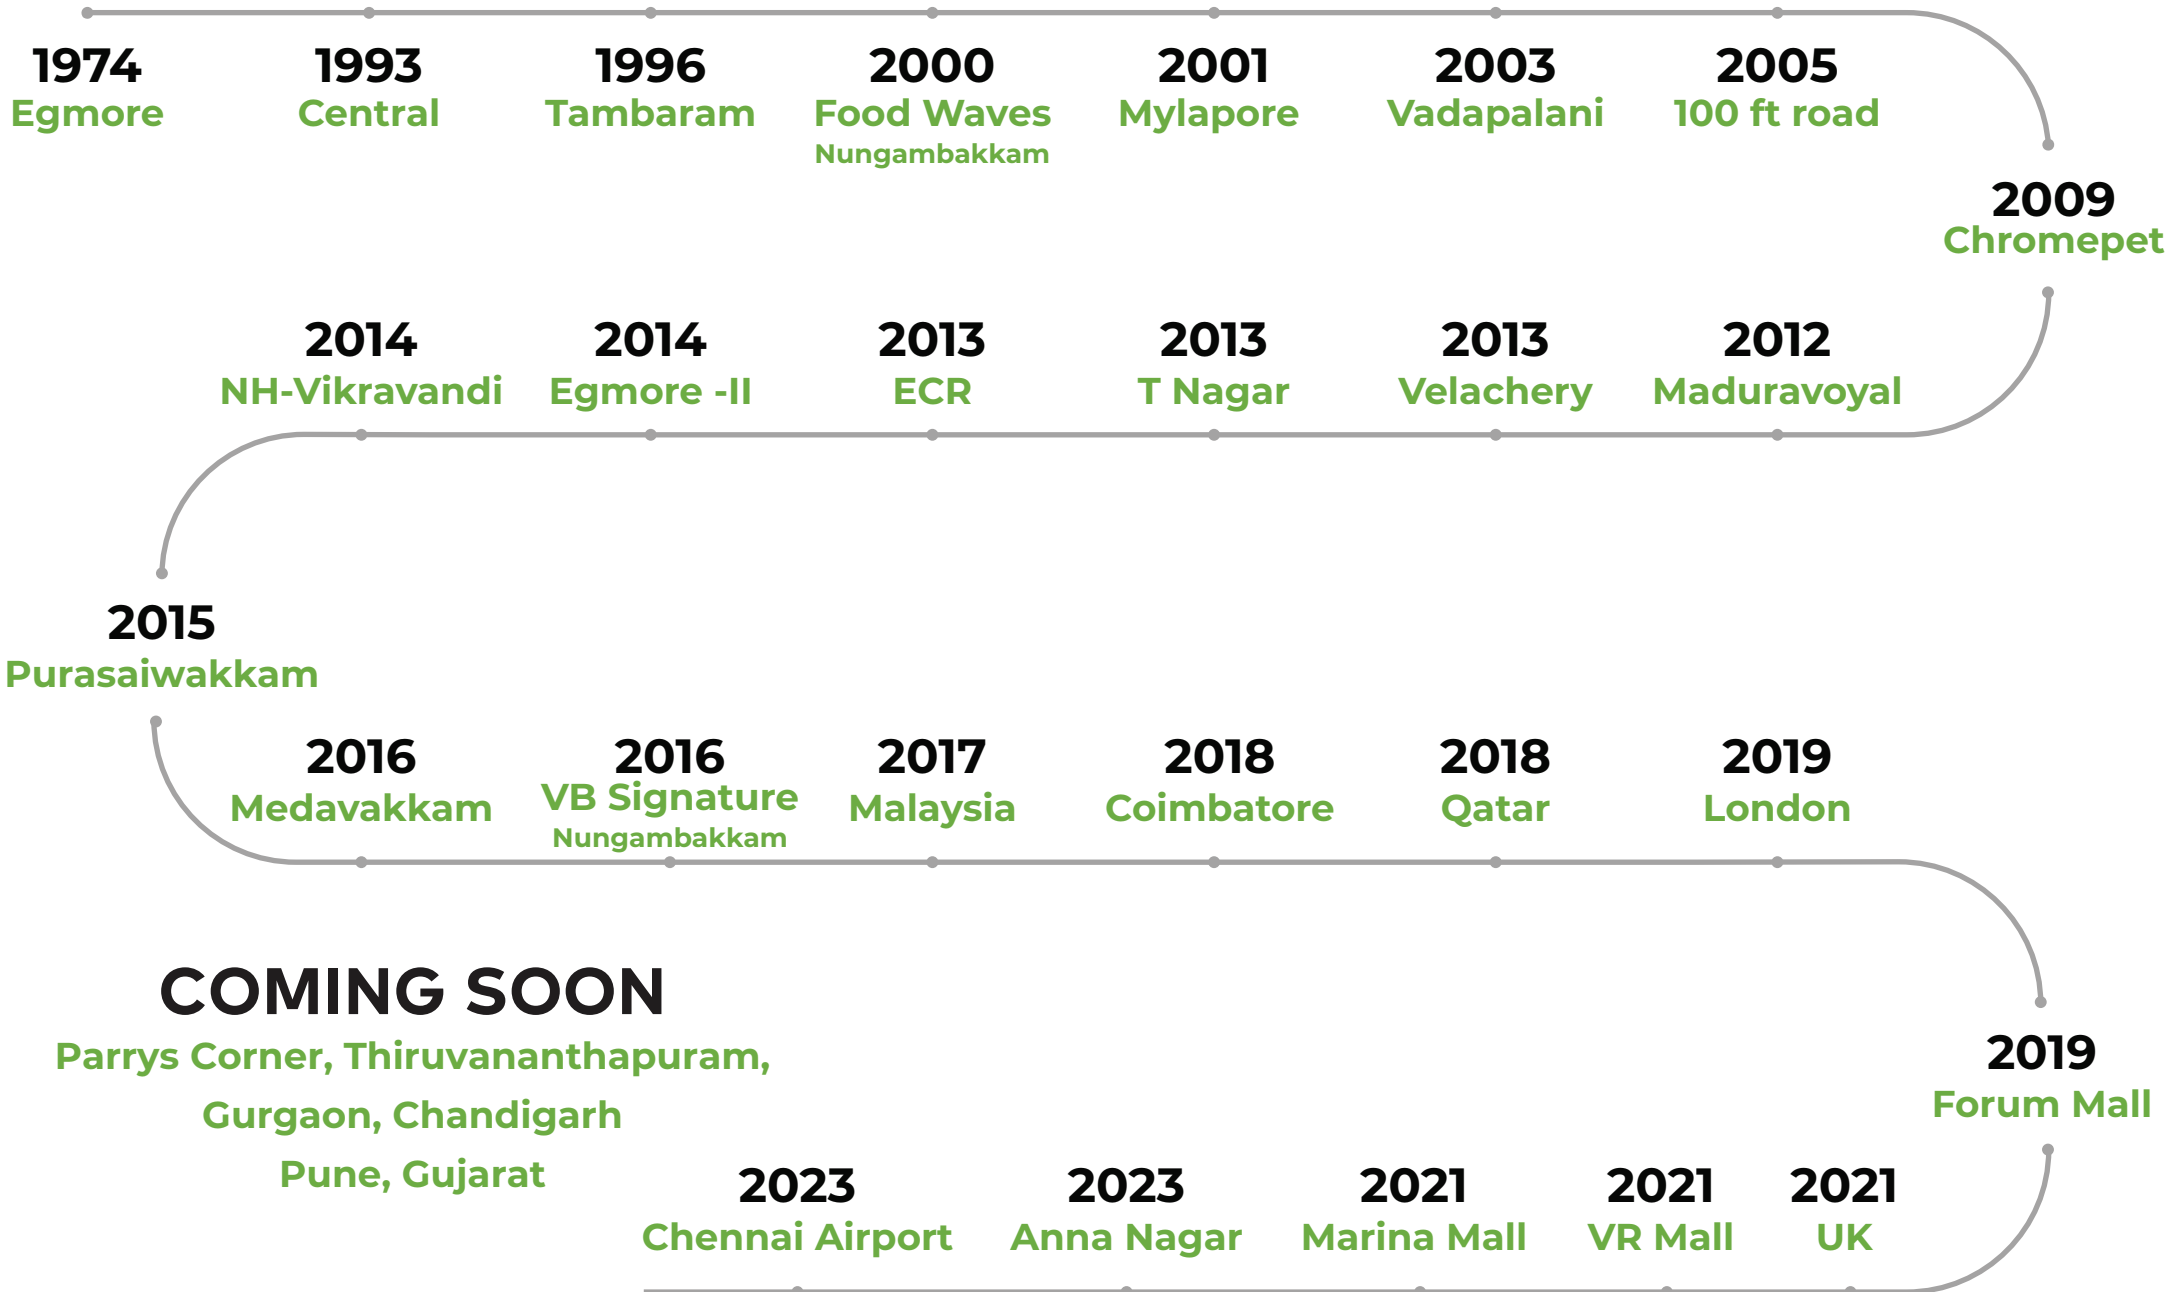 1974
Egmore
1993
Central
1996
Tambaram
2000
Food Waves
Nungambakkam
2001
Mylapore
2003
Vadapalani
2005
100 ft road
2009
Chromepet
2012
Maduravoyal
2013
Velachery
2013
T Nagar
2013
ECR
2014
Egmore -II
2014
NH-Vikravandi
2015
Purasaiwakkam
2016
Medavakkam
2016
VB Signature
Nungambakkam
2017
Malaysia
2018
Coimbatore
2018
Qatar
2019
London
2019
Forum Mall
2021
UK
2021
VR Mall
2021
Marina Mall
2023
Anna Nagar
2023
Chennai Airport
COMING SOON
Parrys Corner, Thiruvananthapuram,
Gurgaon, Chandigarh
Pune, Gujarat